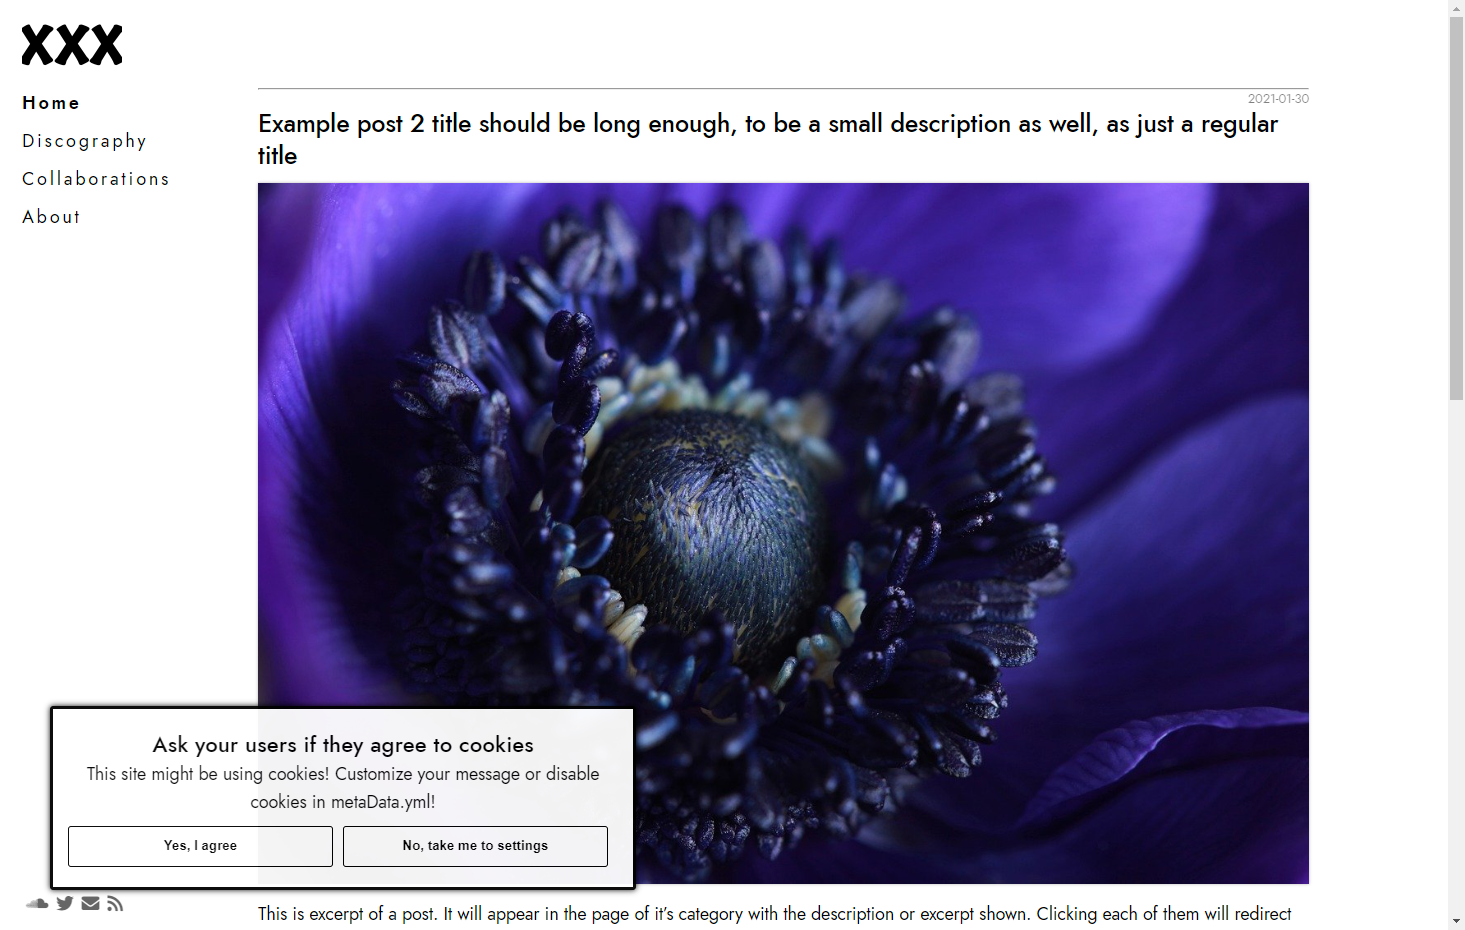 XXX
Home
Discography
Collaborations
About
2021-01-30
Example post 2 title should be long enough, to be a small description as well, as just a regular
title
Ask your users if they agree to cookies
This site might be using cookies! Customize your message or disable
cookies in metaData.yml!
Yes, I agree
No, take me to settings
This is excerpt of a post. It will appear in the page of it’s category with the description or excerpt shown. Clicking each of them will redirect